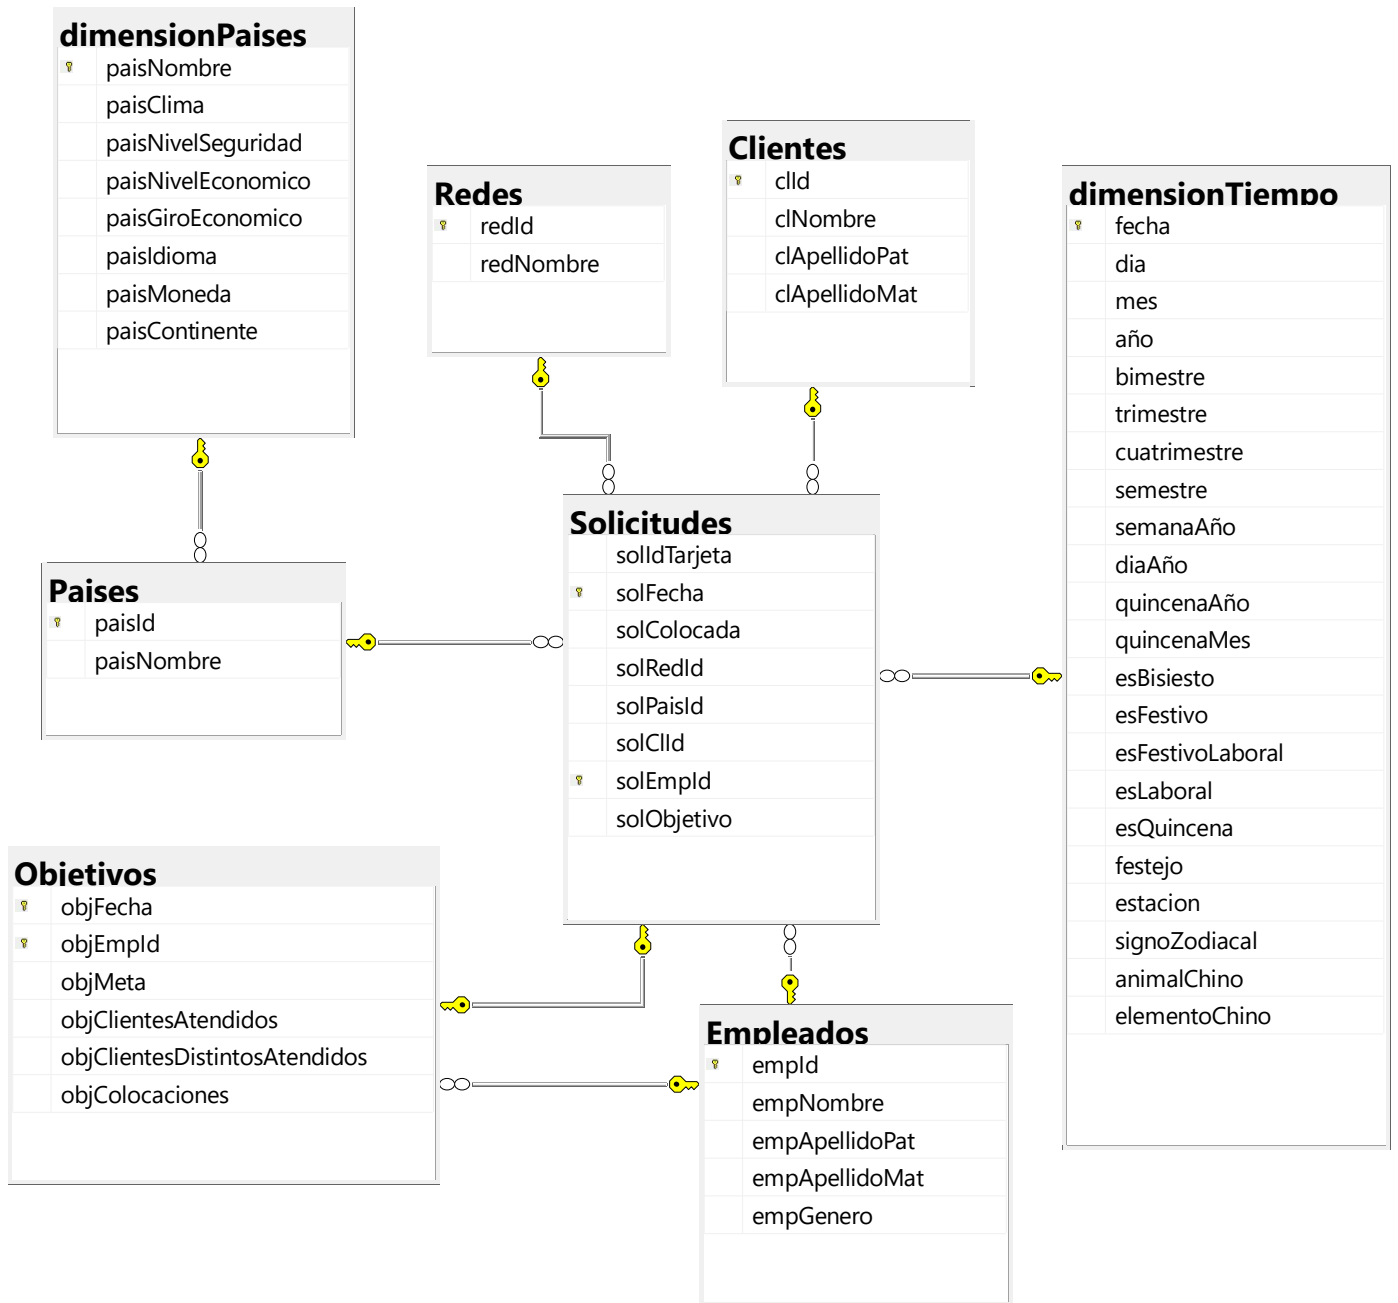 dimensionPaises
paisNombre
paisClima
paisNivelSeguridad
paisNivelEconomico
paisGiroEconomico
paisIdioma
paisMoneda
paisContinente
Redes
redId
redNombre
Clientes
clId
clNombre
clApellidoPat
clApellidoMat
dimensionTiempo
fecha
dia
mes
año
bimestre
trimestre
cuatrimestre
semestre
semanaAño
diaAño
quincenaAño
quincenaMes
esBisiesto
esFestivo
esFestivoLaboral
esLaboral
esQuincena
festejo
estacion
signoZodiacal
animalChino
elementoChino
Paises
paisId
paisNombre
Solicitudes
solIdTarjeta
solFecha
solColocada
solRedId
solPaisId
solClId
solEmpId
solObjetivo
Objetivos
objFecha
objEmpId
objMeta
objClientesAtendidos
objClientesDistintosAtendidos
objColocaciones
Empleados
empId
empNombre
empApellidoPat
empApellidoMat
empGenero